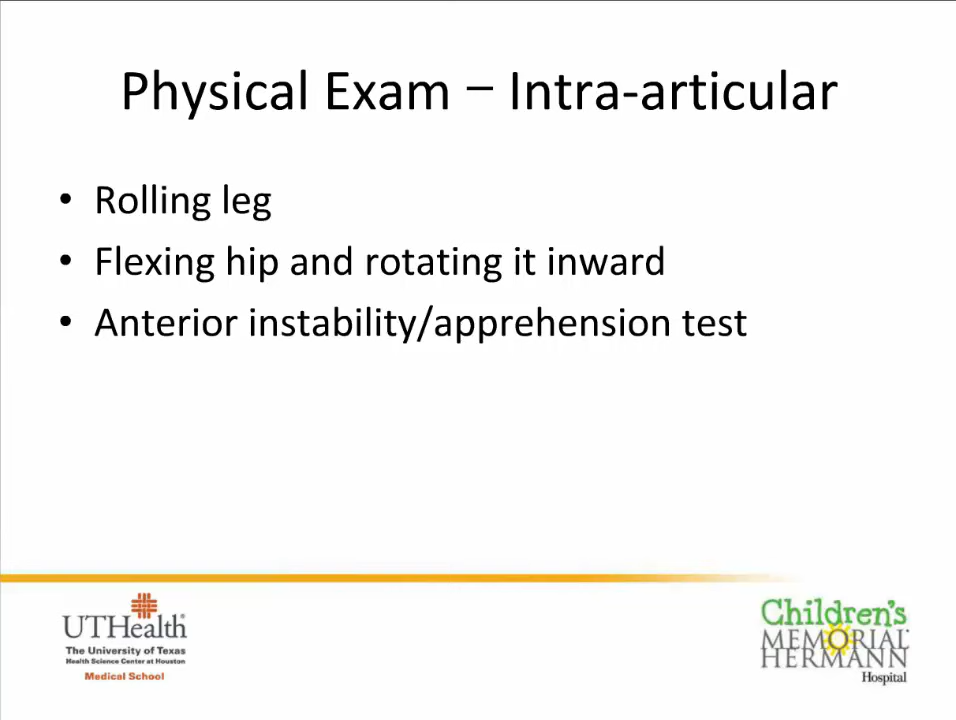 Physical Exam – Intra-articular
• Rolling leg
• Flexing hip and rotating it inward
• Anterior instability/apprehension test
UTHealth®
The University of Texas
Health Science Center at Houston
Medical School
Children's
MEMORIAL
HERMANN
Hospital